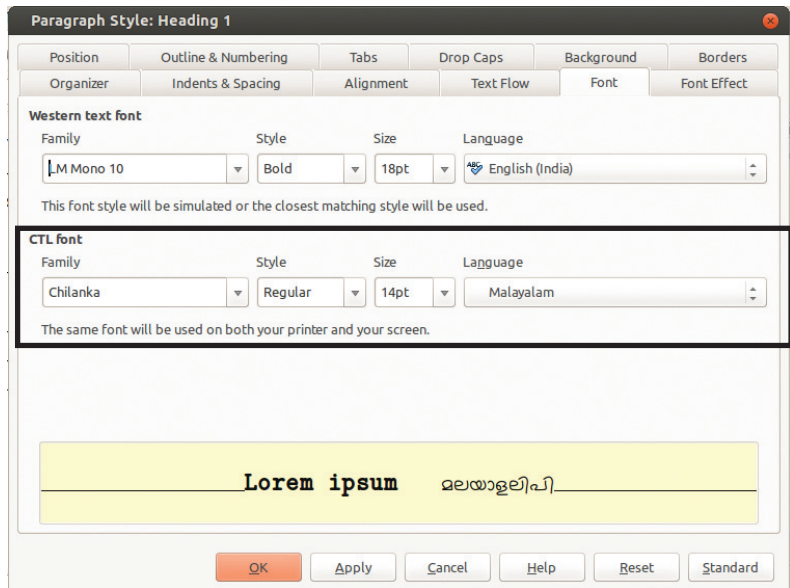 Paragraph Style: Heading 1
Position Outline & Numbering Tabs Drop Caps Background Borders
Organizer Indents & Spacing Alignment Text Flow Font Font Effect
Western text font
Family Style Size Language
LM Mono 10 Bold 18pt English (India)
This font style will be simulated or the closest matching style will be used.
CTL font
Family Style Size Language
Chilanka Regular 14pt Malayalam
The same font will be used on both your printer and your screen.
Lorem ipsum മലയാളലിപി
OK Apply Cancel Help Reset Standard